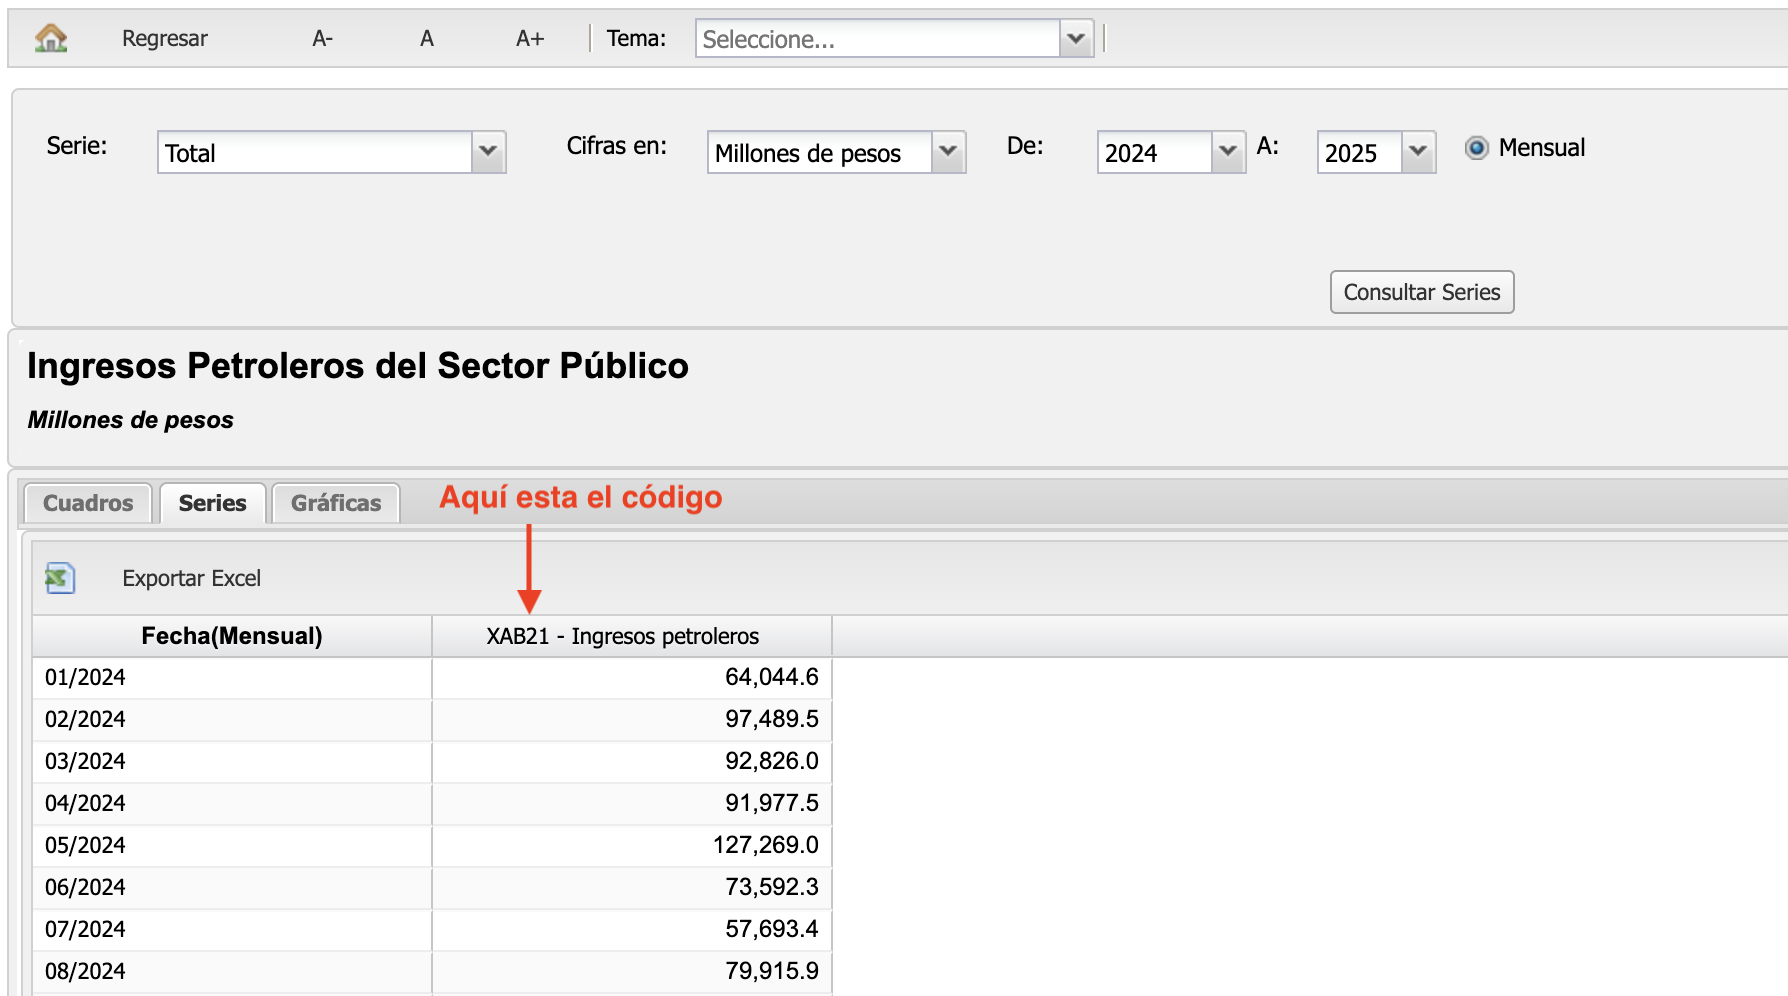 Regresar A- A A+ Tema: Seleccione...
Serie: Total Cifras en: Millones de pesos De: 2024 A: 2025 Mensual
Consultar Series
Ingresos Petroleros del Sector Público
Millones de pesos
Cuadros Series Gráficas Aquí esta el código
Exportar Excel
Fecha(Mensual) XAB21 - Ingresos petroleros
01/2024 64,044.6
02/2024 97,489.5
03/2024 92,826.0
04/2024 91,977.5
05/2024 127,269.0
06/2024 73,592.3
07/2024 57,693.4
08/2024 79,915.9